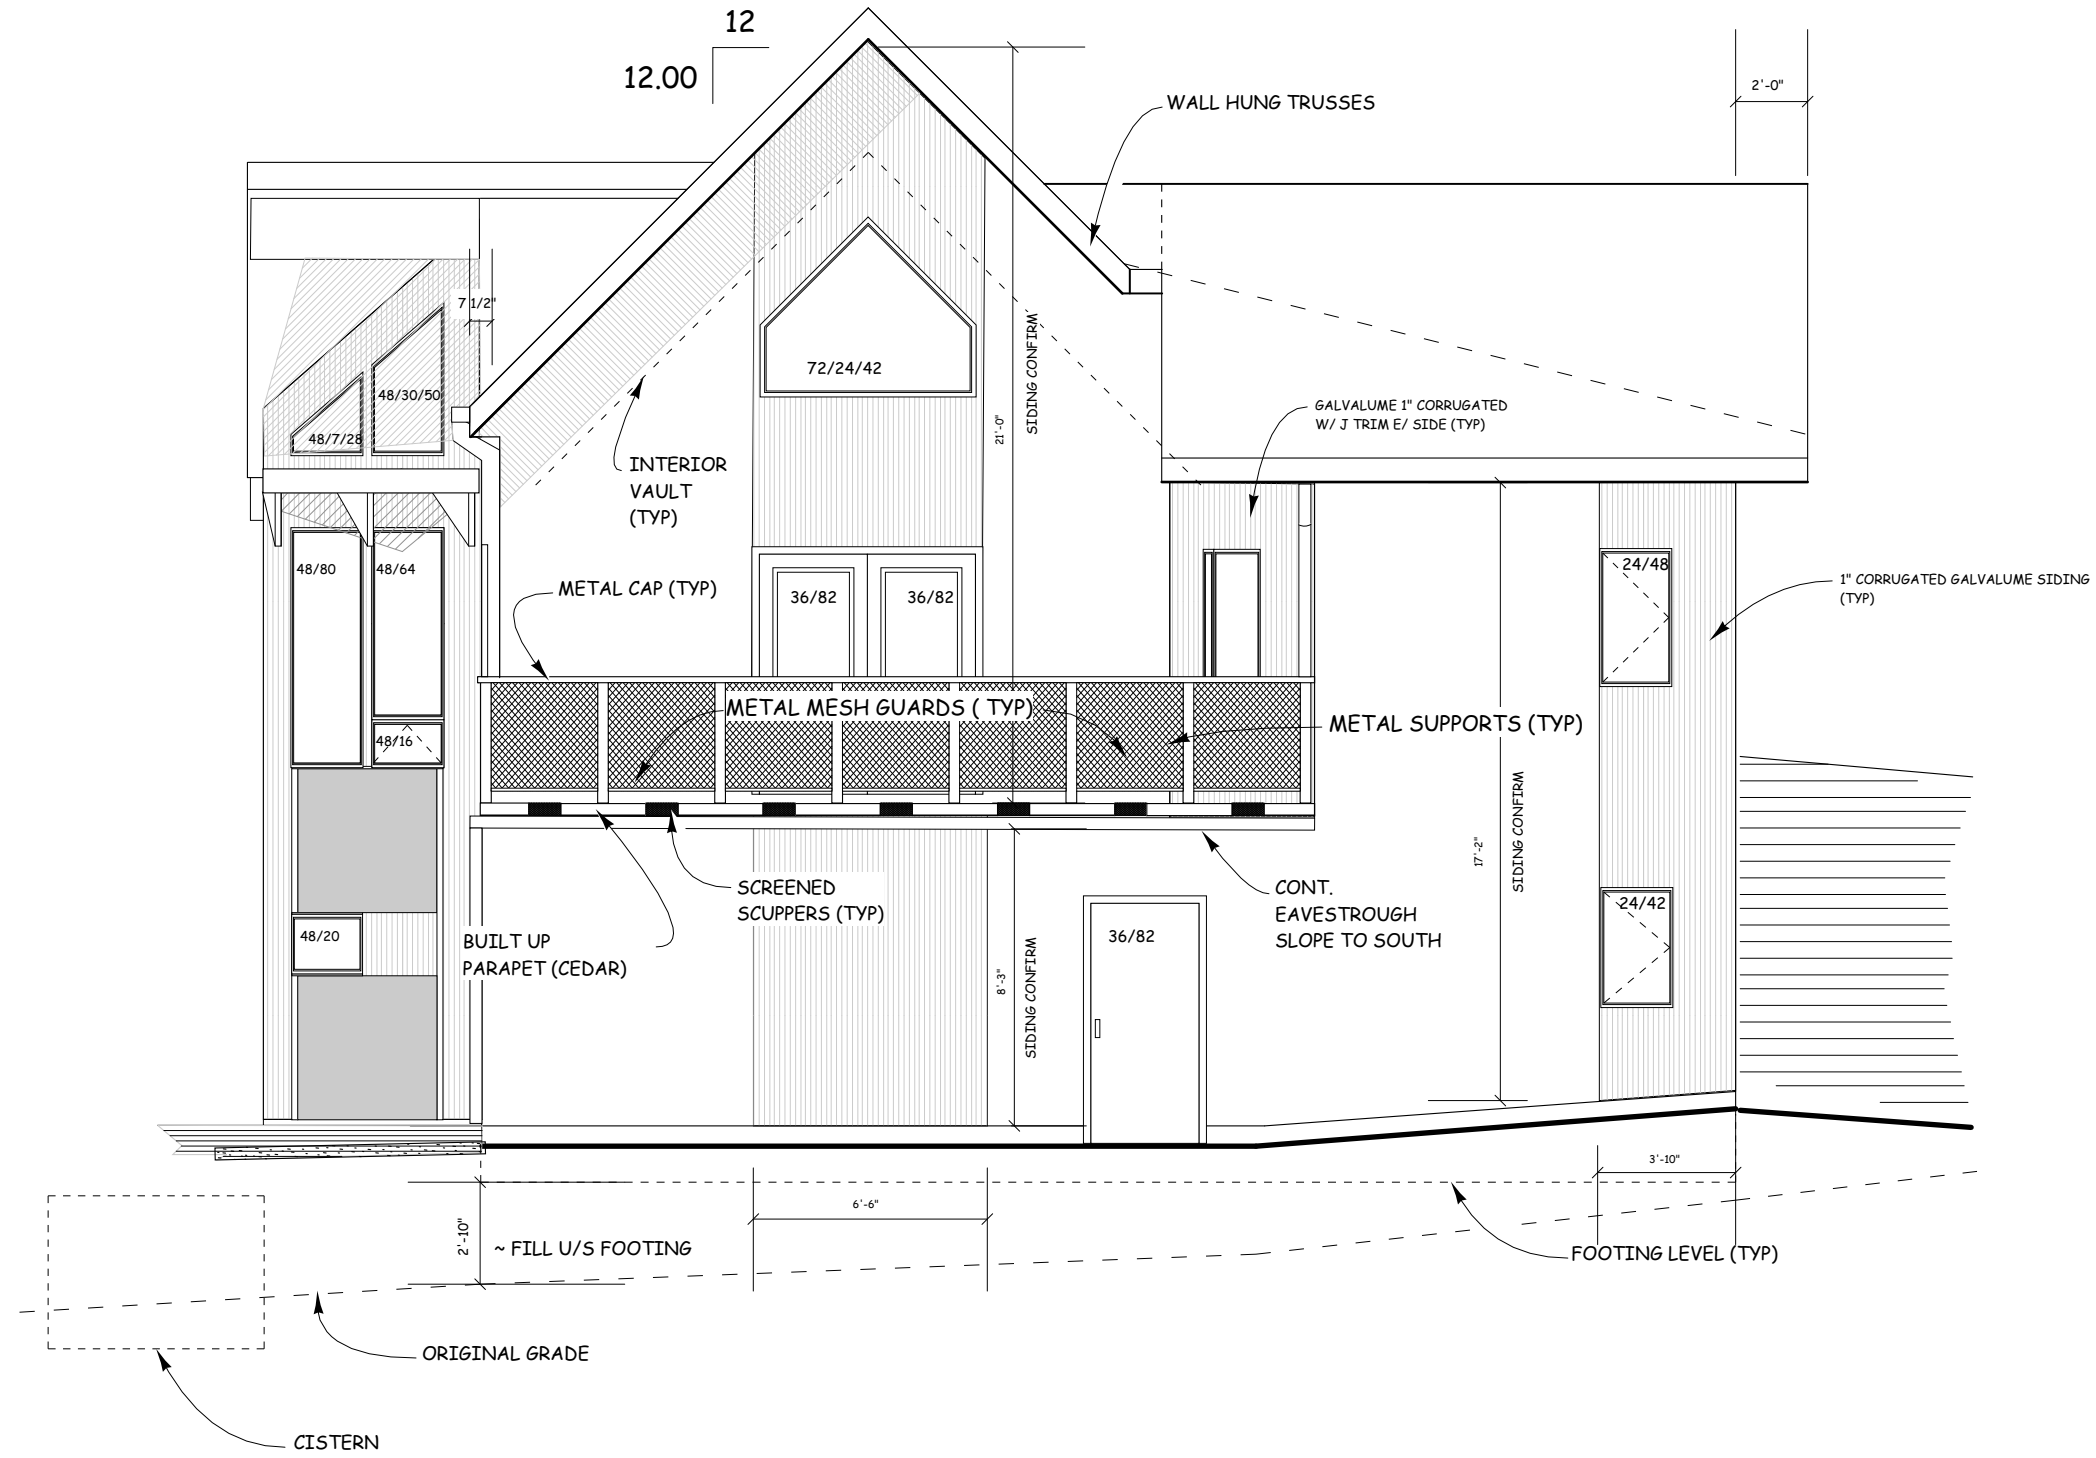 12
12.00
2'-0"
WALL HUNG TRUSSES
7 1/2"
48/30/50
48/7/28
72/24/42
SIDING CONFIRM
21'-0"
GALVALUME 1" CORRUGATED
W/ J TRIM E/ SIDE (TYP)
INTERIOR
VAULT
(TYP)
48/80
48/64
METAL CAP (TYP)
36/82
36/82
24/48
1" CORRUGATED GALVALUME SIDING
(TYP)
METAL MESH GUARDS ( TYP)
METAL SUPPORTS (TYP)
48/16
17'-2"
SIDING CONFIRM
SCREENED
SCUPPERS (TYP)
CONT.
EAVESTROUGH
SLOPE TO SOUTH
24/42
48/20
BUILT UP
PARAPET (CEDAR)
8'-3"
SIDING CONFIRM
36/82
3'-10"
6'-6"
2'-10"
~ FILL U/S FOOTING
FOOTING LEVEL (TYP)
ORIGINAL GRADE
CISTERN